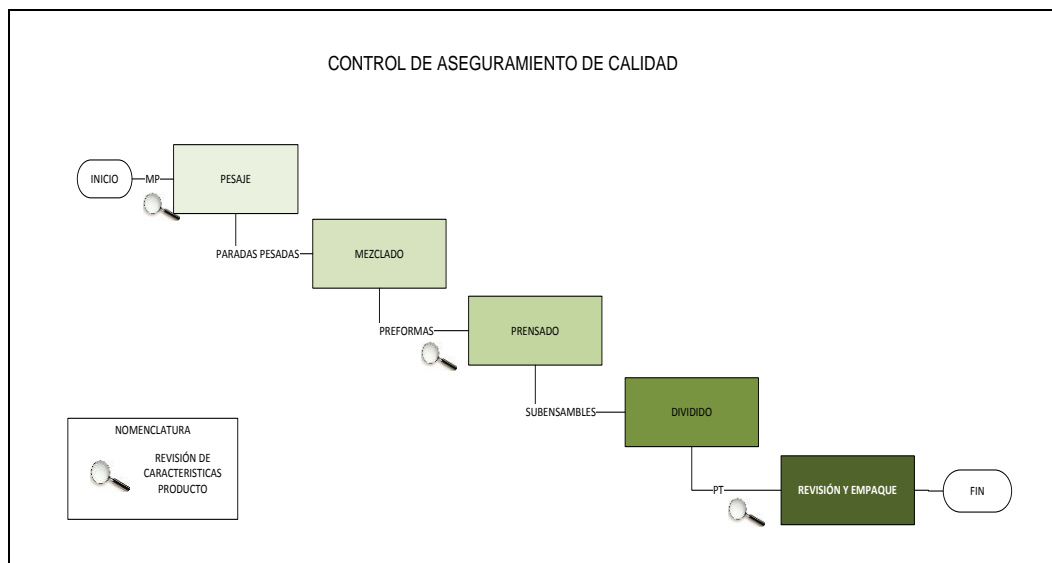 CONTROL DE ASEGURAMIENTO DE CALIDAD
INICIO
MP
PESAJE
PARADAS PESADAS
MEZCLADO
PREFORMAS
PRENSADO
SUBENSAMBLES
DIVIDIDO
NOMENCLATURA
REVISIÓN DE
CARACTERISTICAS
PRODUCTO
PT
REVISIÓN Y EMPAQUE
FIN